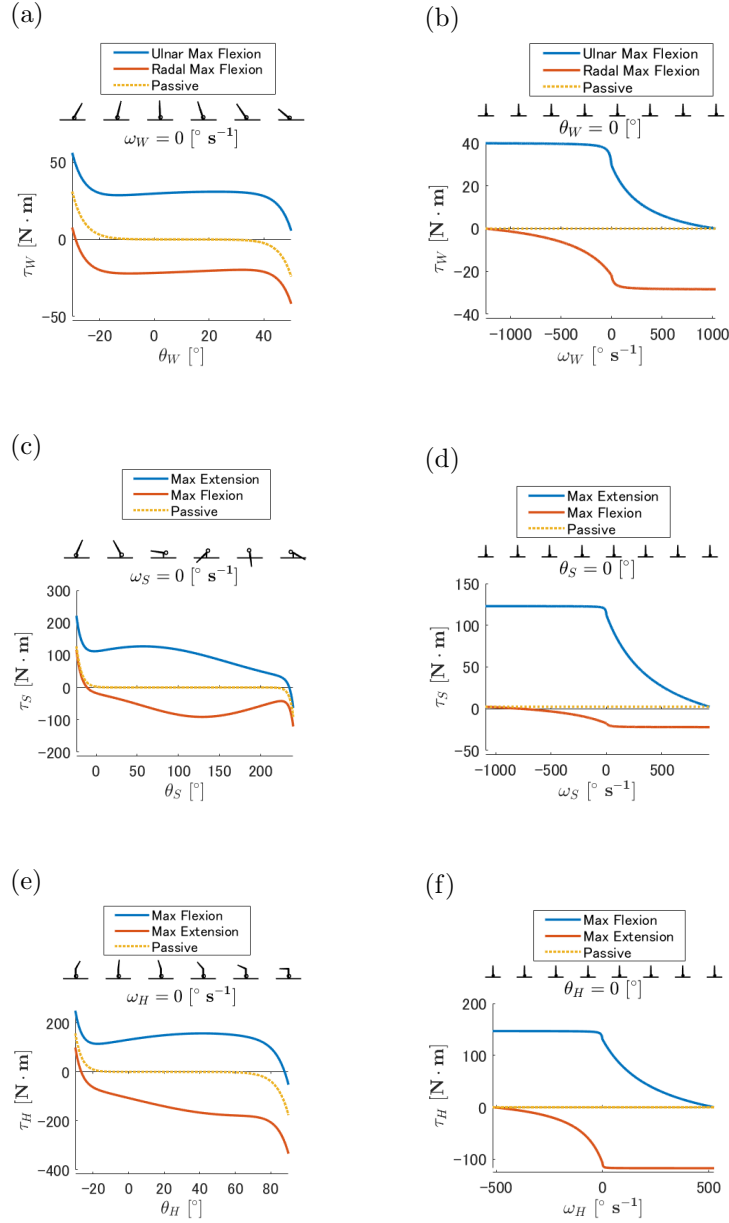 (a)
Ulnar Max Flexion
Radal Max Flexion
Passive
ω_W = 0 [° s⁻¹]
50
0
−50
τ_W [N · m]
−20 0 20 40
θ_W [°]
(b)
Ulnar Max Flexion
Radal Max Flexion
Passive
θ_W = 0 [°]
40
20
0
−20
−40
τ_W [N · m]
−1000 −500 0 500 1000
ω_W [° s⁻¹]
(c)
Max Extension
Max Flexion
Passive
ω_S = 0 [° s⁻¹]
300
200
100
0
−100
−200
τ_S [N · m]
0 50 100 150 200
θ_S [°]
(d)
Max Extension
Max Flexion
Passive
θ_S = 0 [°]
150
100
50
0
−50
τ_S [N · m]
−1000 −500 0 500
ω_S [° s⁻¹]
(e)
Max Flexion
Max Extension
Passive
ω_H = 0 [° s⁻¹]
200
0
−200
−400
τ_H [N · m]
−20 0 20 40 60 80
θ_H [°]
(f)
Max Flexion
Max Extension
Passive
θ_H = 0 [°]
200
100
0
−100
τ_H [N · m]
−500 0 500
ω_H [° s⁻¹]